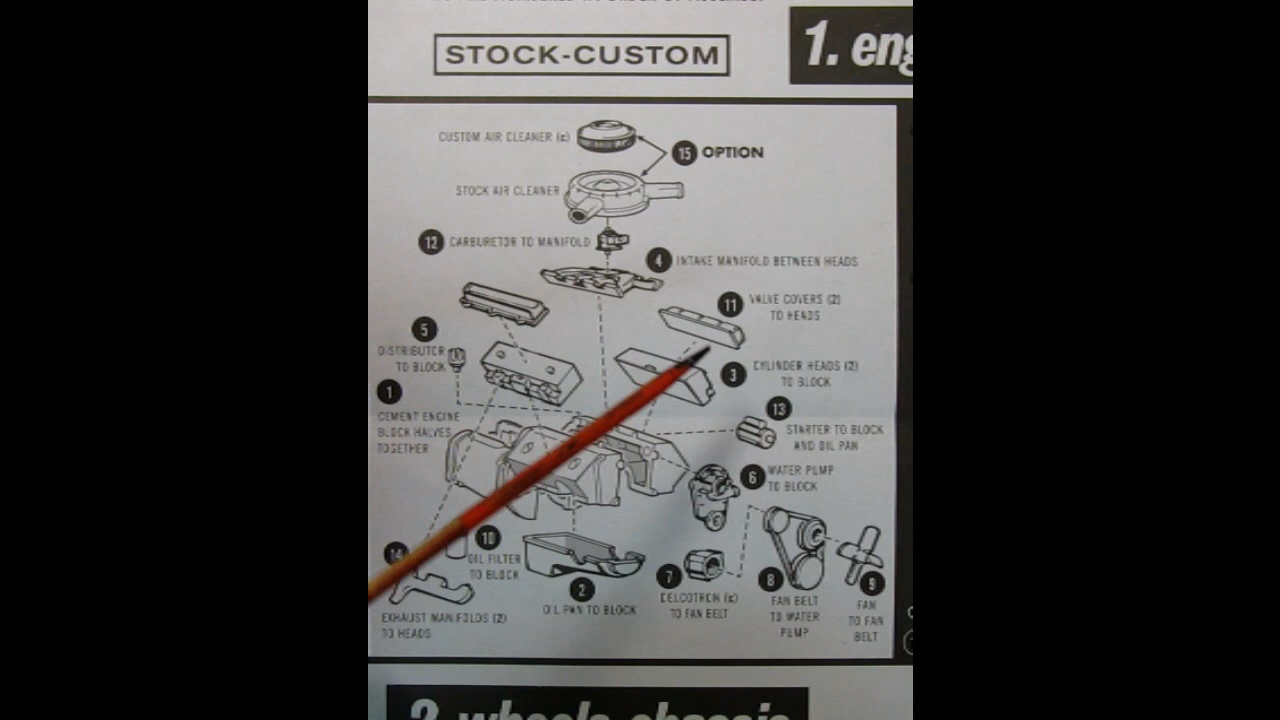 STOCK-CUSTOM
1. eng
CUSTOM AIR CLEANER (c)
15 OPTION
STOCK AIR CLEANER
12 CARBURETOR TO MANIFOLD
4 INTAKE MANIFOLD BETWEEN HEADS
11 VALVE COVERS (2)
TO HEADS
5
DISTRIBUTOR
TO BLOCK
3 CYLINDER HEADS (2)
TO BLOCK
1
CEMENT ENGINE
BLOCK HALVES
TOGETHER
13
STARTER TO BLOCK
AND OIL PAN
6 WATER PUMP
TO BLOCK
10
OIL FILTER
TO BLOCK
14
EXHAUST MANIFOLDS (2)
TO HEADS
2
OIL PAN TO BLOCK
7
DELCOTRON (c)
TO FAN BELT
8
FAN BELT
TO WATER
PUMP
9
FAN
TO FAN
BELT
2. wheels, chassis